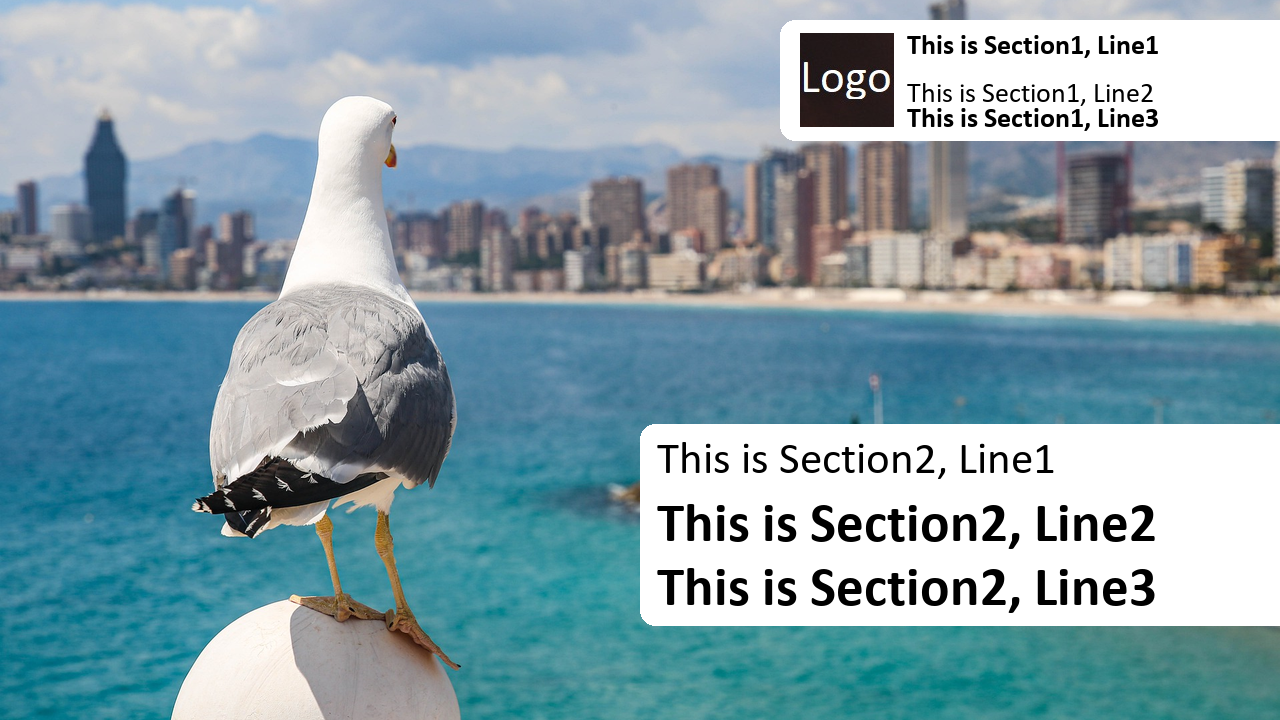 Logo
This is Section1, Line1
This is Section1, Line2
This is Section1, Line3
This is Section2, Line1
This is Section2, Line2
This is Section2, Line3